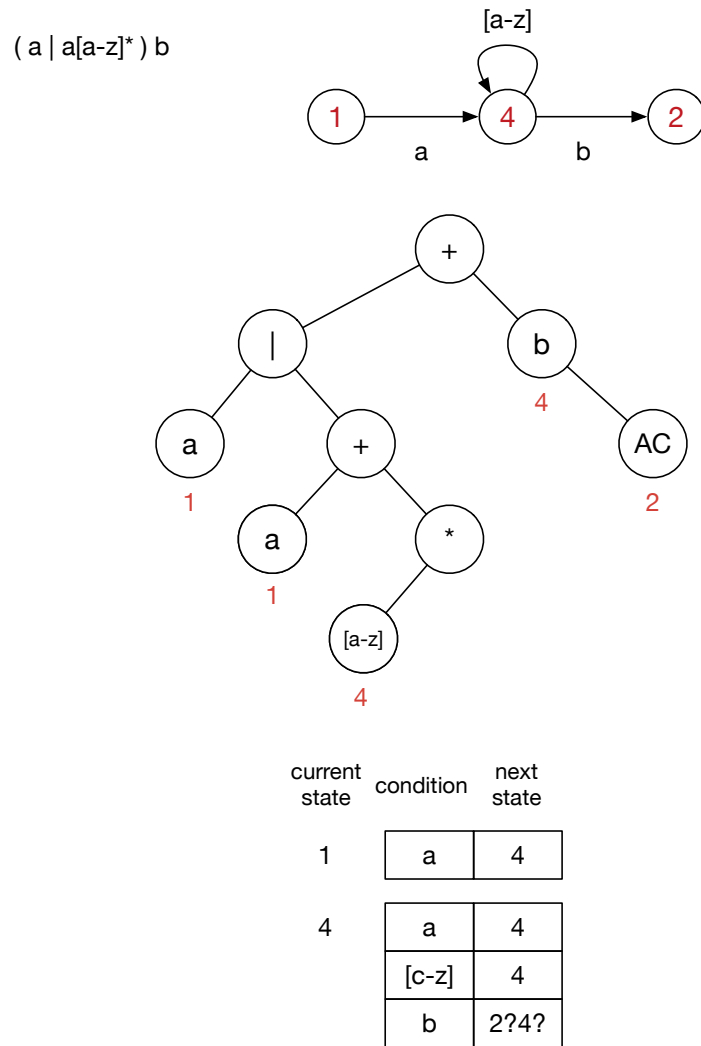 ( a | a[a-z]* ) b
[a-z]
1
4
2
a
b
+
|
b
4
a
+
AC
1
2
a
*
1
[a-z]
4
current state
condition
next state
1
a
4
4
a
4
[c-z]
4
b
2?4?